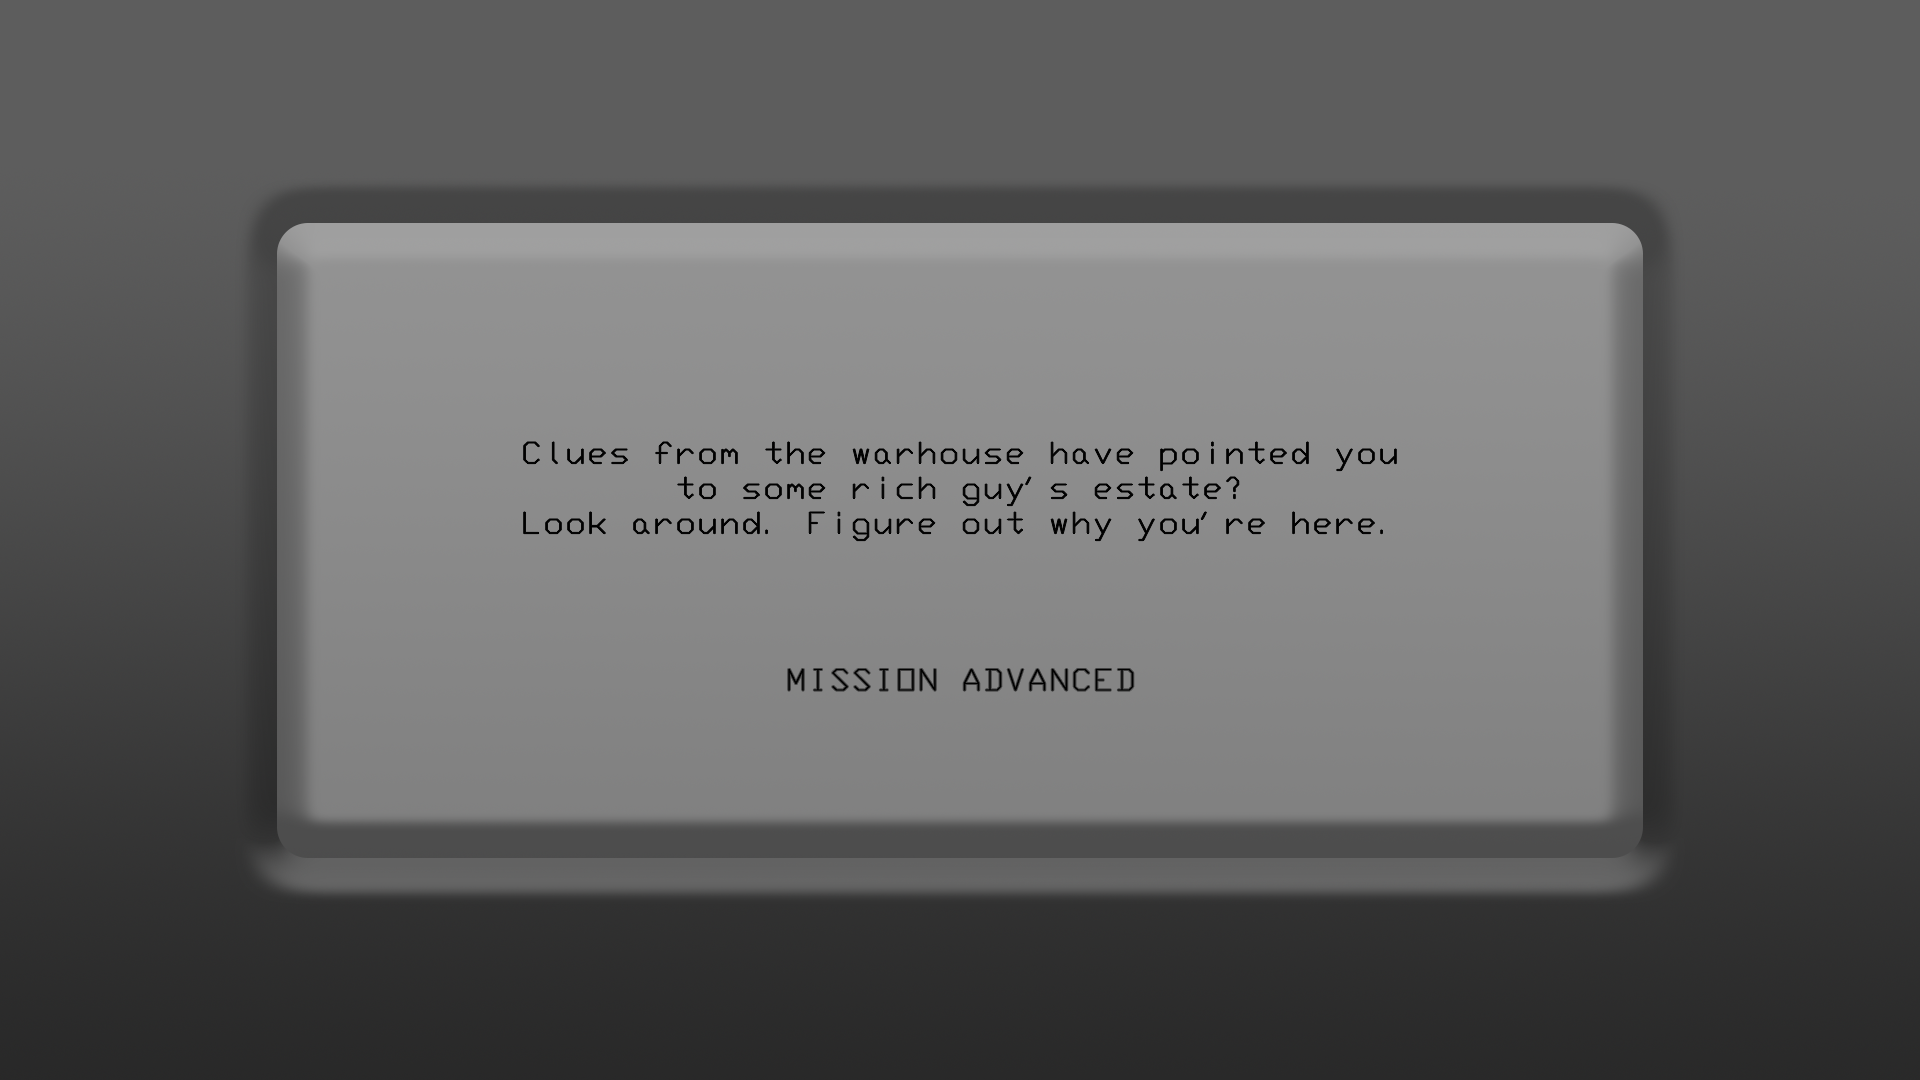 Clues from the warhouse have pointed you
to some rich guy's estate?
Look around. Figure out why you're here.
MISSION ADVANCED